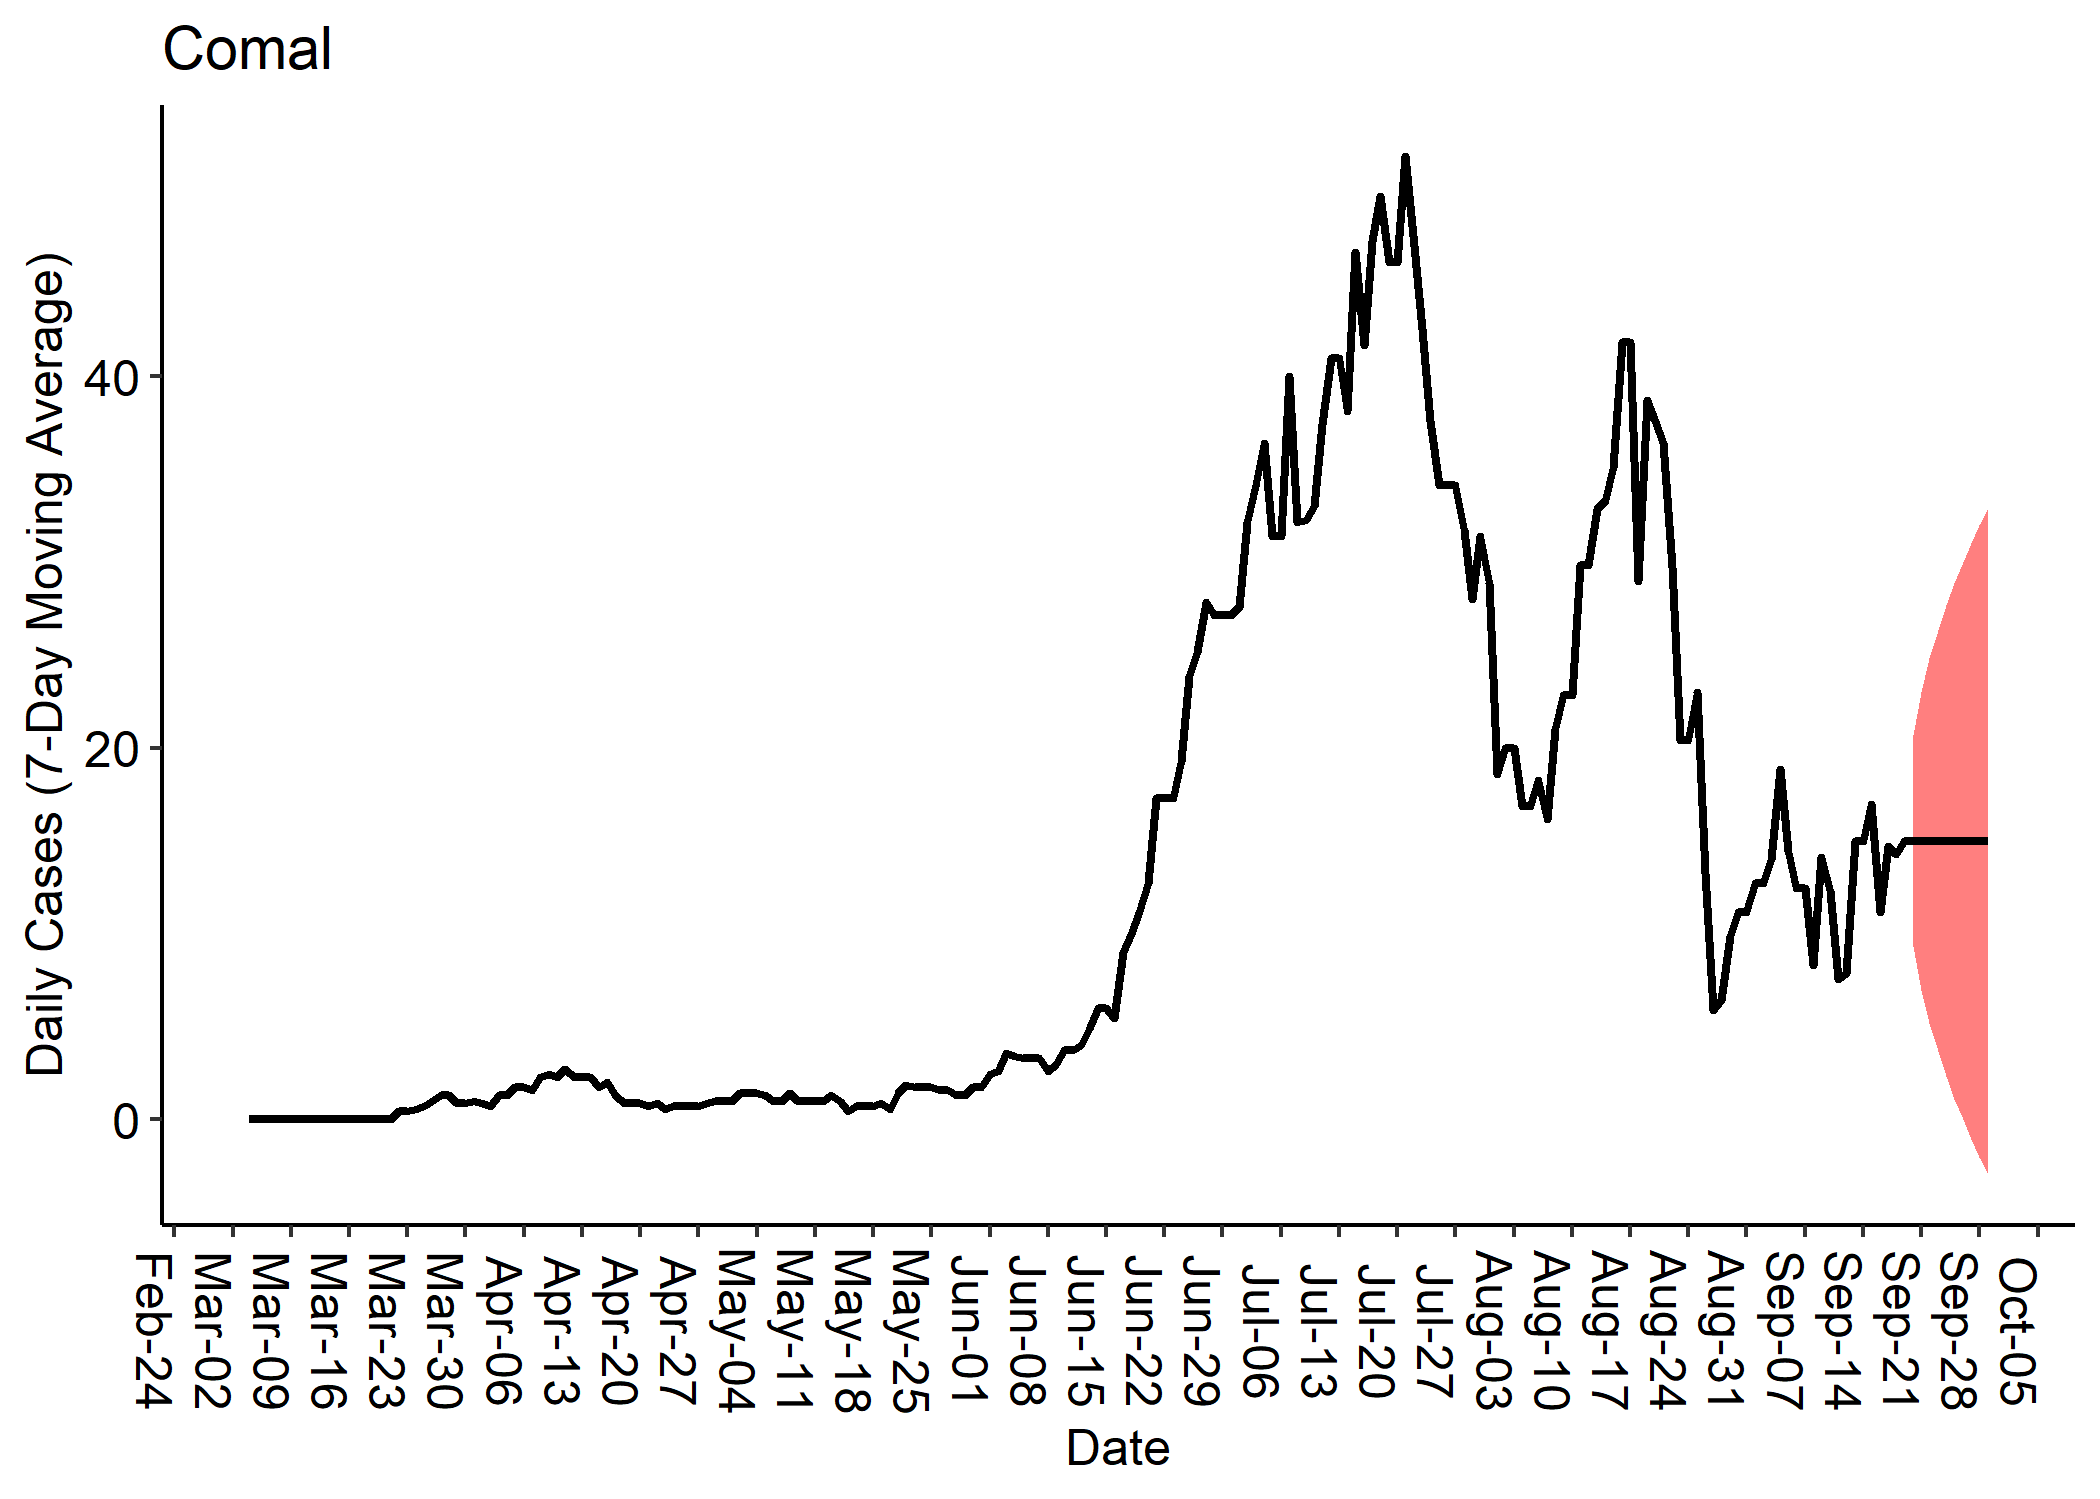 Comal
Daily Cases (7-Day Moving Average)
40
20
0
Feb-24
Mar-02
Mar-09
Mar-16
Mar-23
Mar-30
Apr-06
Apr-13
Apr-20
Apr-27
May-04
May-11
May-18
May-25
Jun-01
Jun-08
Jun-15
Jun-22
Jun-29
Jul-06
Jul-13
Jul-20
Jul-27
Aug-03
Aug-10
Aug-17
Aug-24
Aug-31
Sep-07
Sep-14
Sep-21
Sep-28
Oct-05
Date